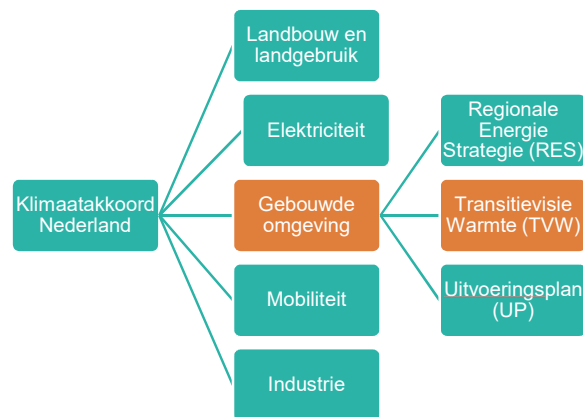 Klimaatakkoord
Nederland
Landbouw en
landgebruik
Elektriciteit
Gebouwde
omgeving
Mobiliteit
Industrie
Regionale
Energie
Strategie (RES)
Transitievisie
Warmte (TVW)
Uitvoeringsplan
(UP)